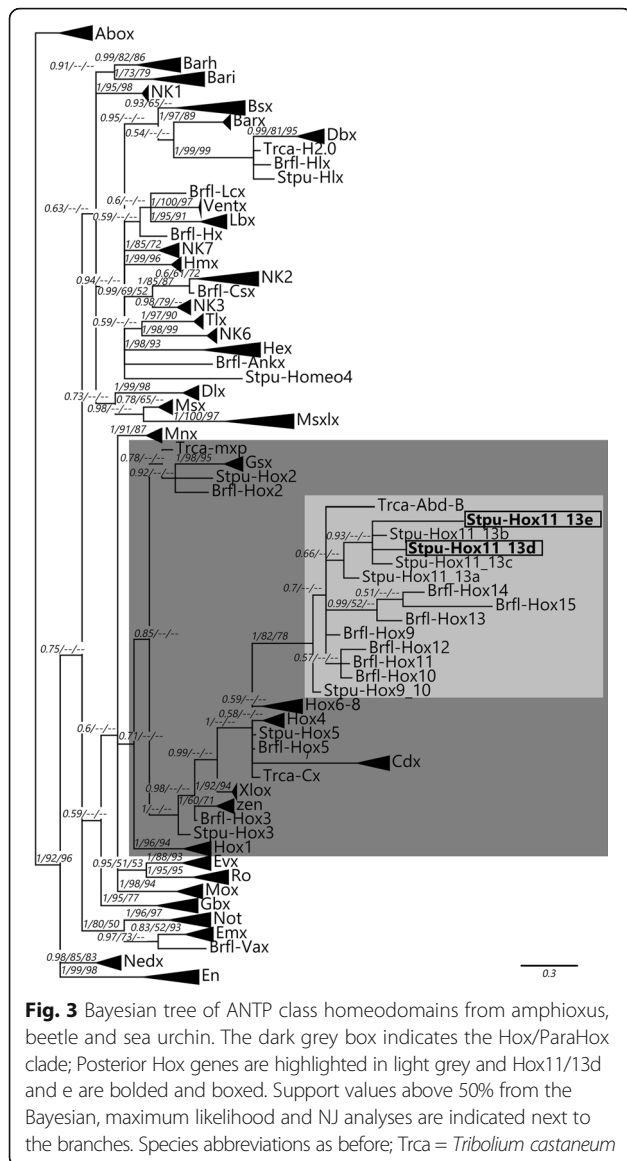 Abox
0.91/--/--
0.99/82/86
Barh
1/73/79
Bari
1/95/98
NK1
0.93/65/--
Bsx
0.95/--/--
1/97/89
Barx
0.54/--/--
0.99/81/95
Dbx
1/99/99
Trca-H2.0
Brfl-Hlx
Stpu-Hlx
0.63/--/--
0.6/--/--
Brfl-Lcx
1/100/97
Ventx
0.59/--/--
1/95/91
Lbx
Brfl-Hx
1/85/72
NK7
1/99/96
Hmx
0.94/--/--
0.6/61/72
NK2
0.99/69/52
1/85/87
Brfl-Csx
0.98/79/--
NK3
1/97/90
Tlx
0.59/--/--
1/98/99
NK6
1/98/93
Hex
Brfl-Ankx
Stpu-Homeo4
0.73/--/--
1/99/98
Dlx
0.78/65/--
Msx
0.98/--/--
1/100/97
Msxlx
1/91/87
Mnx
Trca-mxp
0.78/--/--
1/98/95
Gsx
0.92/--/--
Stpu-Hox2
Brfl-Hox2
Trca-Abd-B
Stpu-Hox11_13e
0.93/--/--
Stpu-Hox11_13b
0.66/--/--
Stpu-Hox11_13d
Stpu-Hox11_13c
Stpu-Hox11_13a
0.7/--/--
0.51/--/--
Brfl-Hox14
0.99/52/--
Brfl-Hox15
Brfl-Hox13
Brfl-Hox9
1/82/78
Brfl-Hox12
0.57/--/--
Brfl-Hox11
Brfl-Hox10
Stpu-Hox9_10
0.75/--/--
0.85/--/--
0.59/--/--
Hox6-8
0.6/--/--
0.71/--/--
0.58/--/--
Hox4
1/--/--
Stpu-Hox5
Brfl-Hox5
0.99/--/--
Cdx
Trca-Cx
0.98/--/--
1/92/94
Xlox
1/--/--
1/60/71
zen
Brfl-Hox3
Stpu-Hox3
0.59/--/--
1/96/94
Hox1
1/92/96
1/88/93
Evx
0.95/51/53
1/95/95
Ro
1/98/94
Mox
1/95/77
Gbx
1/96/97
Not
1/80/50
0.83/52/93
Emx
0.97/73/--
Brfl-Vax
0.98/85/83
Nedx
1/99/98
En
0.3
Fig. 3 Bayesian tree of ANTP class homeodomains from amphioxus,
beetle and sea urchin. The dark grey box indicates the Hox/ParaHox
clade; Posterior Hox genes are highlighted in light grey and Hox11/13d
and e are bolded and boxed. Support values above 50% from the
Bayesian, maximum likelihood and NJ analyses are indicated next to
the branches. Species abbreviations as before; Trca = Tribolium castaneum